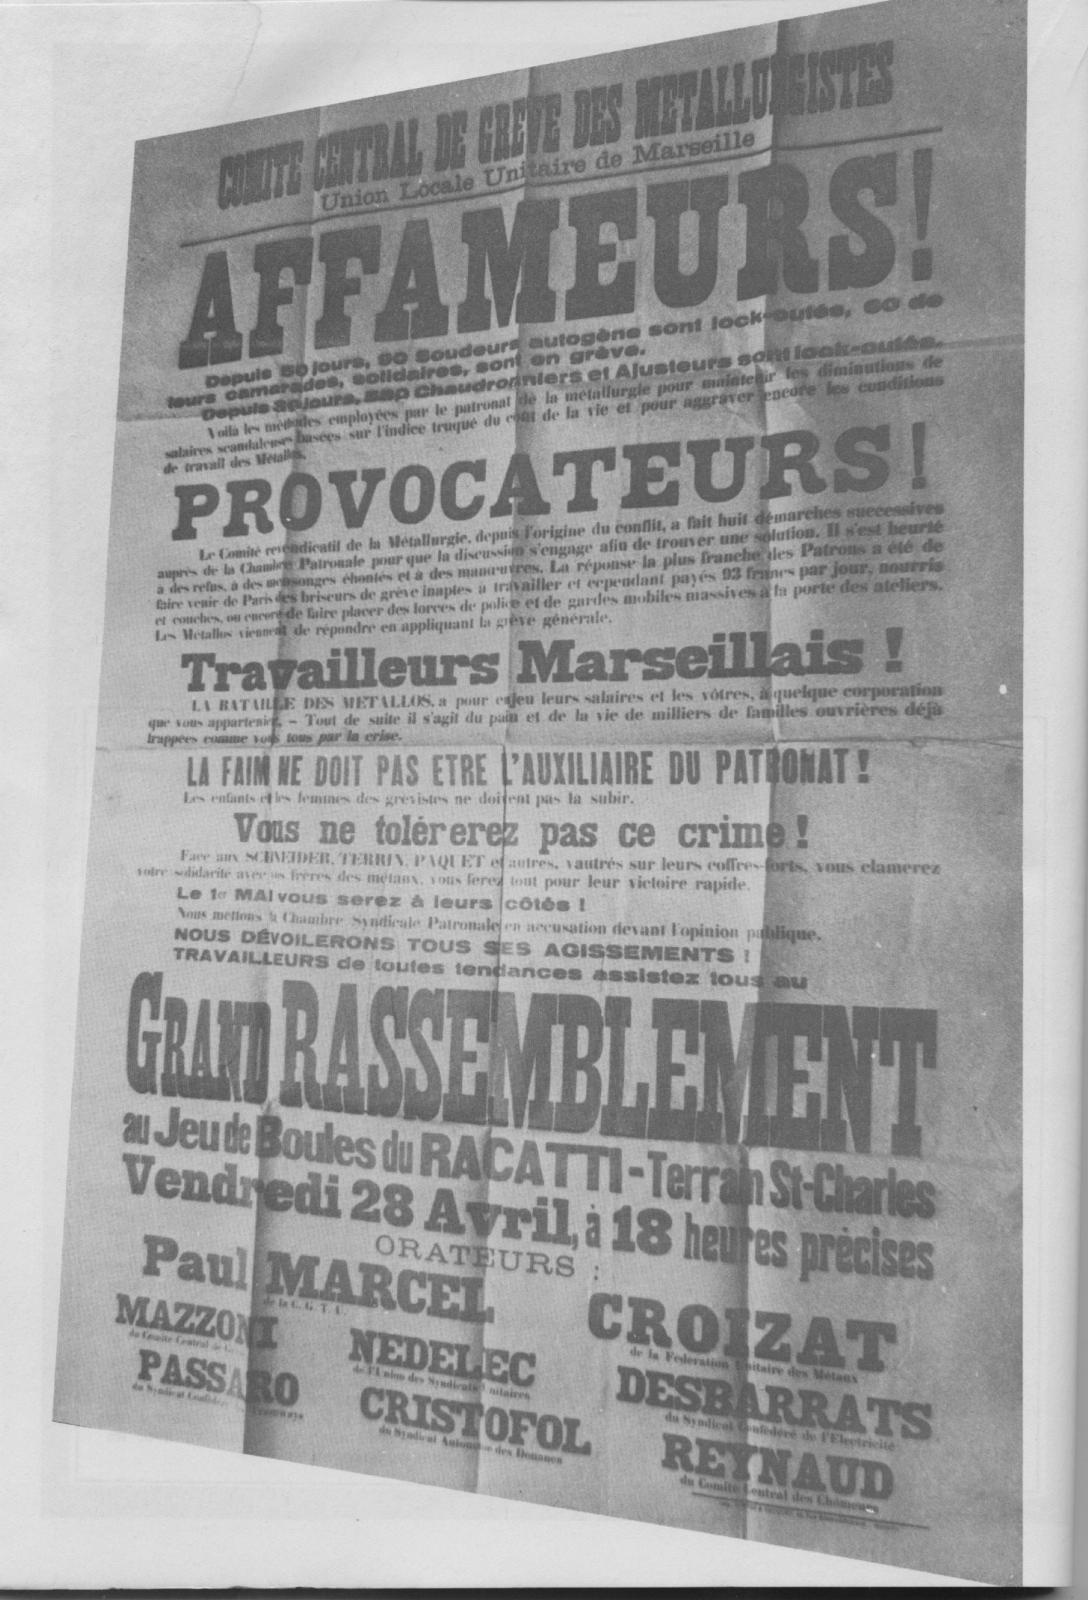 COMITE CENTRAL DE GRÈVE DES METALLURGISTES
Union Locale Unitaire de Marseille
AFFAMEURS!
Depuis 50 jours, 90 Soudeurs autogène sont lock-outés, 60 de
leurs camarades, solidaires, sont en grève.
Depuis 30 jours, Chaudronniers et Ajusteurs sont lock-outés.
Voilà les méthodes employées par le patronat de la métallurgie pour maintenir les diminutions de
salaires scandaleuses basées sur l'indice truqué du coût de la vie et pour aggraver encore les conditions
de travail des Métallos.
PROVOCATEURS!
Le Comité revendicatif de la Métallurgie, depuis l'origine du conflit, a fait huit démarches successives
auprès de la Chambre Patronale pour que la discussion s'engage afin de trouver une solution. Il s'est heurté
à des refus, à des mensonges éhontés et à des manœuvres. La réponse la plus franche des Patrons a été de
faire venir de Paris des briseurs de grève inaptes à travailler et cependant payés 93 francs par jour, nourris
et couchés, ou encore de faire placer des forces de police et de gardes mobiles massives à la porte des ateliers.
Les Métallos viennent de répondre en appliquant la grève générale.
Travailleurs Marseillais !
LA BATAILLE DES METALLOS, a pour enjeu leurs salaires et les vôtres, à quelque corporation
que vous apparteniez. – Tout de suite il s'agit du pain et de la vie de milliers de familles ouvrières déjà
frappées comme vous tous par la crise.
LA FAIM NE DOIT PAS ETRE L'AUXILIAIRE DU PATRONAT !
Les enfants et les femmes des grévistes ne doivent pas la subir.
Vous ne tolérerez pas ce crime !
Face aux SCHNEIDER, TERRIN, PAQUET et autres, vautrés sur leurs coffres-forts, vous clamerez
votre solidarité avec vos frères des métaux, vous ferez tout pour leur victoire rapide.
Le 1er MAI vous serez à leurs côtés !
Nous mettons la Chambre Syndicale Patronale en accusation devant l'opinion publique.
NOUS DÉVOILERONS TOUS SES AGISSEMENTS !
TRAVAILLEURS de toutes tendances assistez tous au
GRAND RASSEMBLEMENT
au Jeu de Boules du RACATTI - Terrain St-Charles
Vendredi 28 Avril, à 18 heures précises
ORATEURS :
Paul MARCEL
de la C. G. T. U.
CROIZAT
de la Fédération Unitaire des Métaux
MAZZONI
du Comité Central de
NEDELEC
de l'Union des Syndicats Unitaires
DESBARRATS
du Syndicat Confédéré de l'Electricité
PASSARO
du Syndicat Confédéré Tramways
CRISTOFOL
du Syndicat Autonome des Douanes
REYNAUD
du Comité Central des Chômeurs